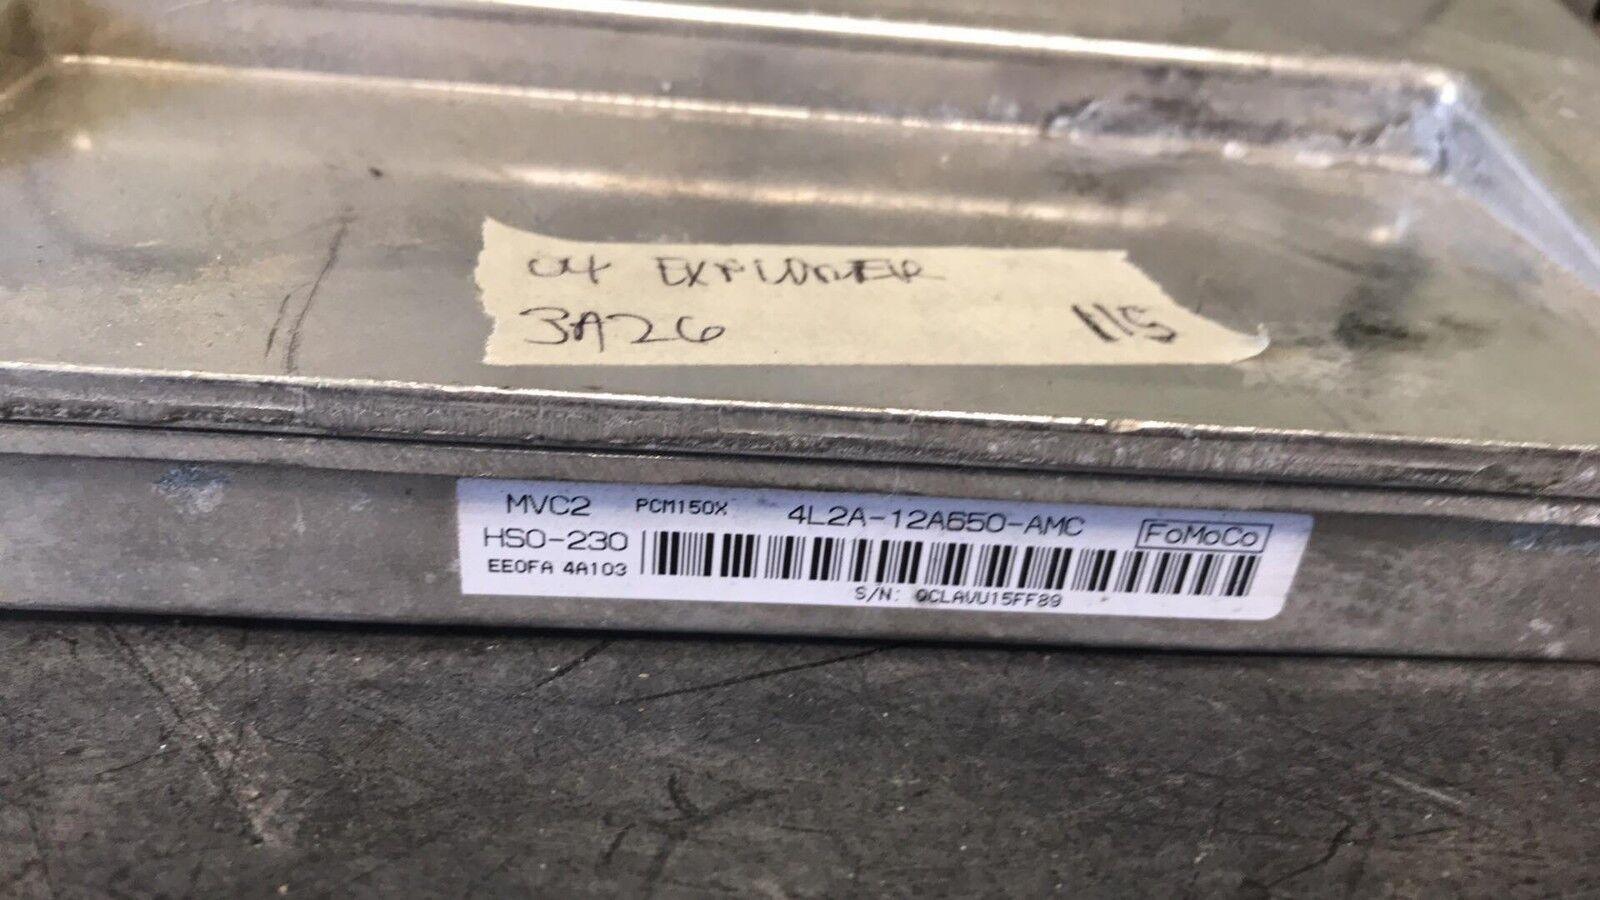 04 EXPLORER
3A26 115
MVC2 PCM150X 4L2A-12A650-AMC FoMoCo
HSO-230
EE0FA 4A103
S/N: QCLAVU15FF89